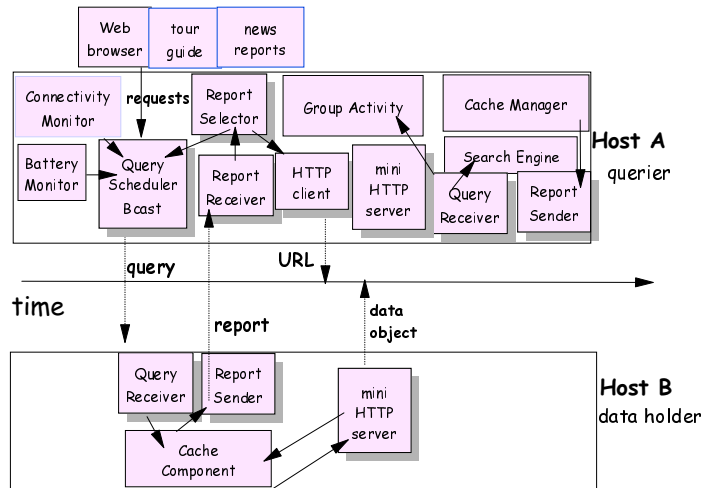 Web
browser
tour
guide
news
reports
Connectivity
Monitor
requests
Report
Selector
Group Activity
Cache Manager
Host A
querier
Battery
Monitor
Query
Scheduler
Bcast
Report
Receiver
HTTP
client
mini
HTTP
server
Search Engine
Query
Receiver
Report
Sender
query
URL
time
report
data
object
Query
Receiver
Report
Sender
mini
HTTP
server
Host B
data holder
Cache
Component